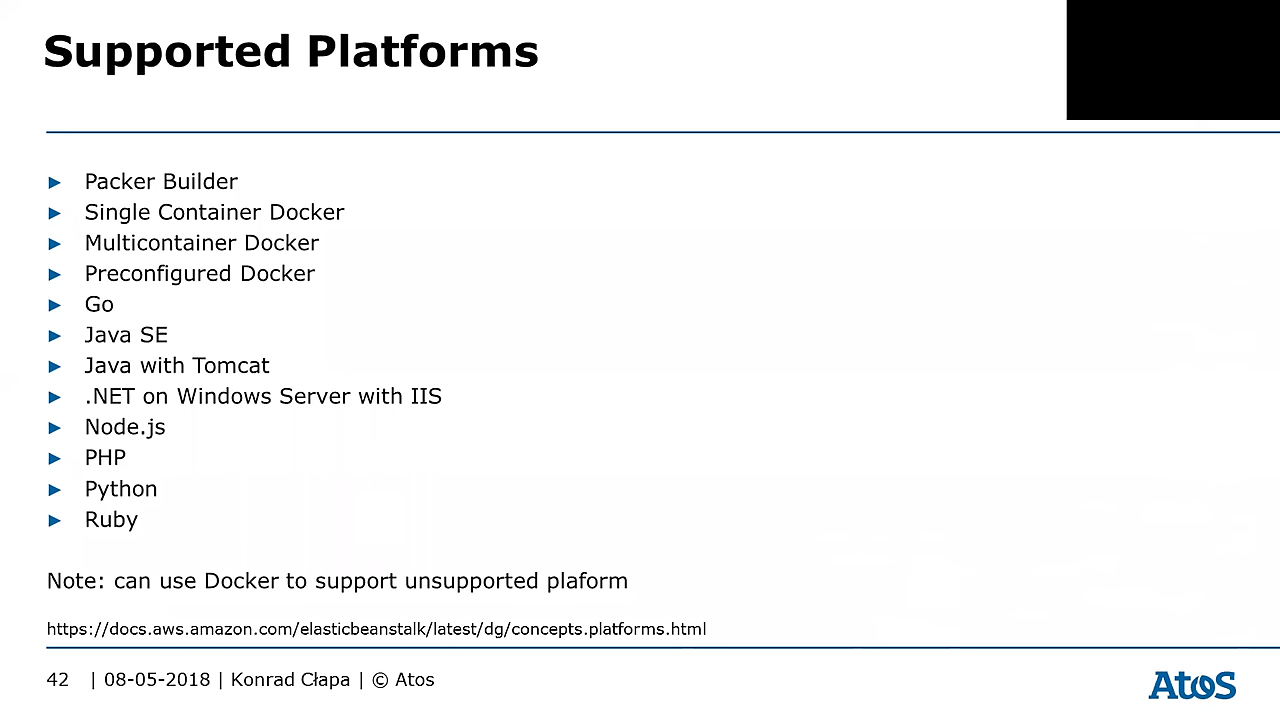 Supported Platforms
► Packer Builder
► Single Container Docker
► Multicontainer Docker
► Preconfigured Docker
► Go
► Java SE
► Java with Tomcat
► .NET on Windows Server with IIS
► Node.js
► PHP
► Python
► Ruby
Note: can use Docker to support unsupported plaform
https://docs.aws.amazon.com/elasticbeanstalk/latest/dg/concepts.platforms.html
42 | 08-05-2018 | Konrad Cłapa | © Atos
Atos